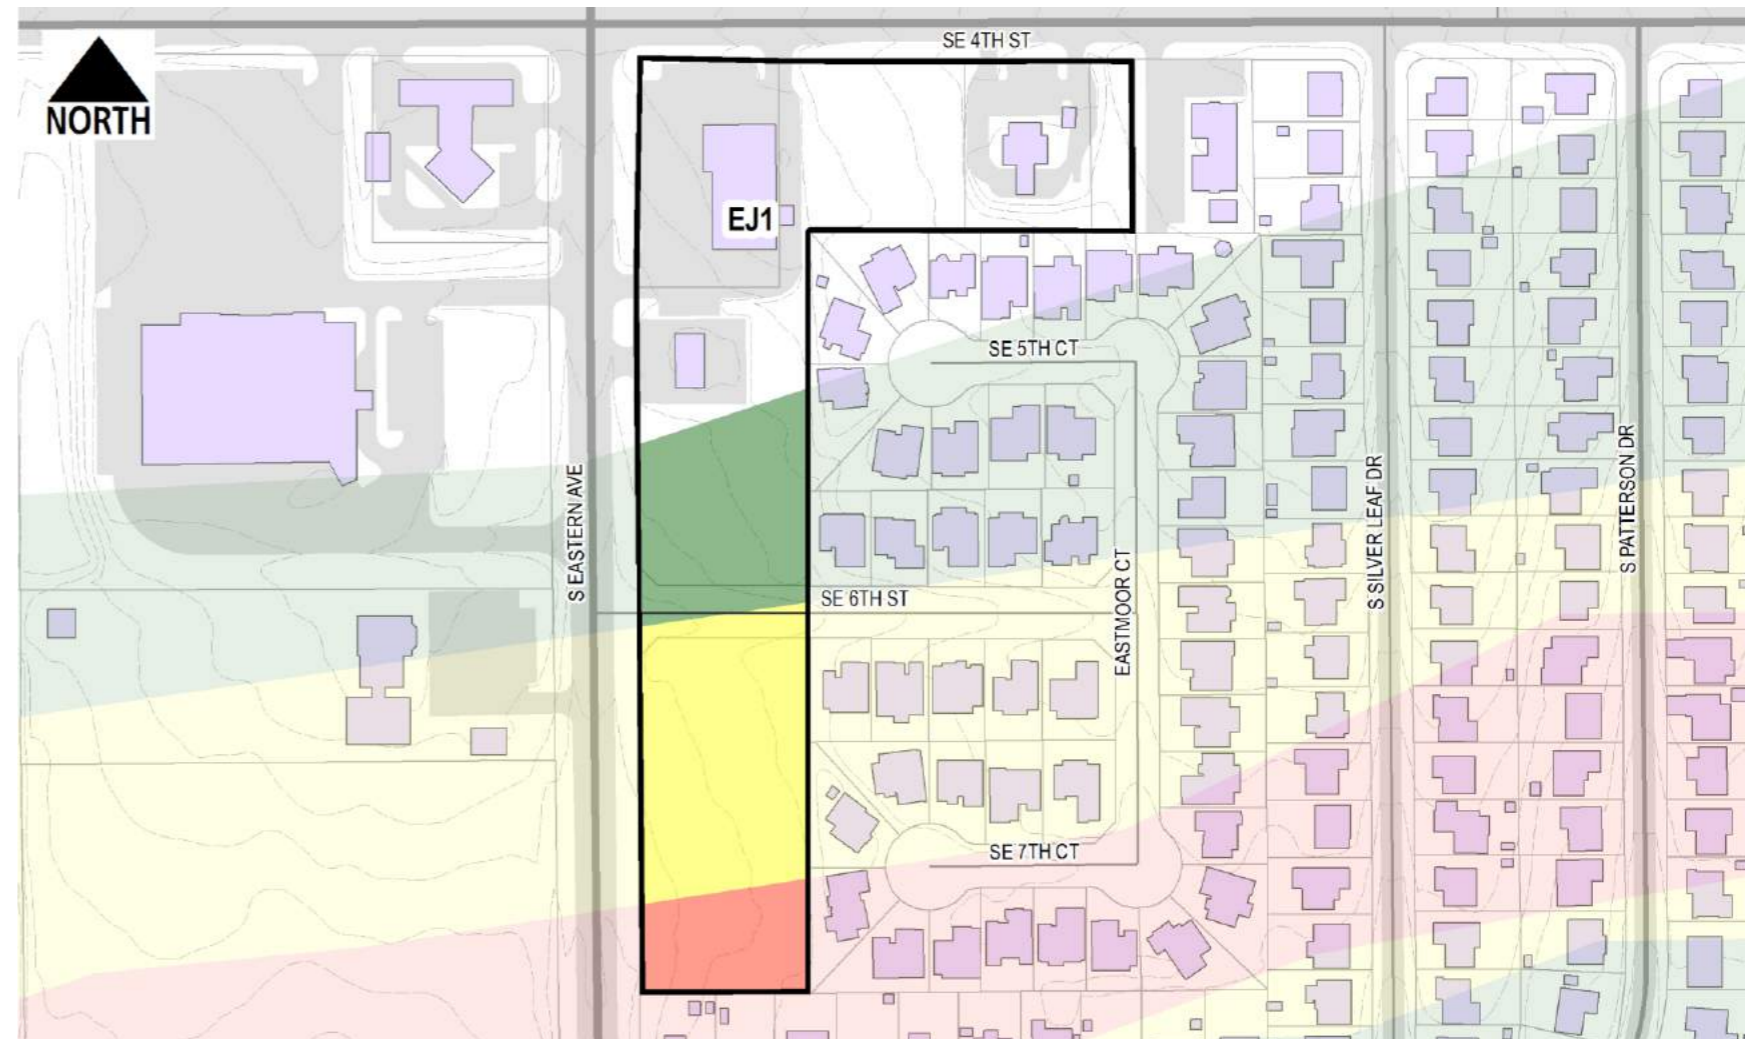 SE 4TH ST
NORTH
EJ1
SE 5TH CT
S EASTERN AVE
SE 6TH ST
EASTMOOR CT
S SILVER LEAF DR
S PATTERSON DR
SE 7TH CT